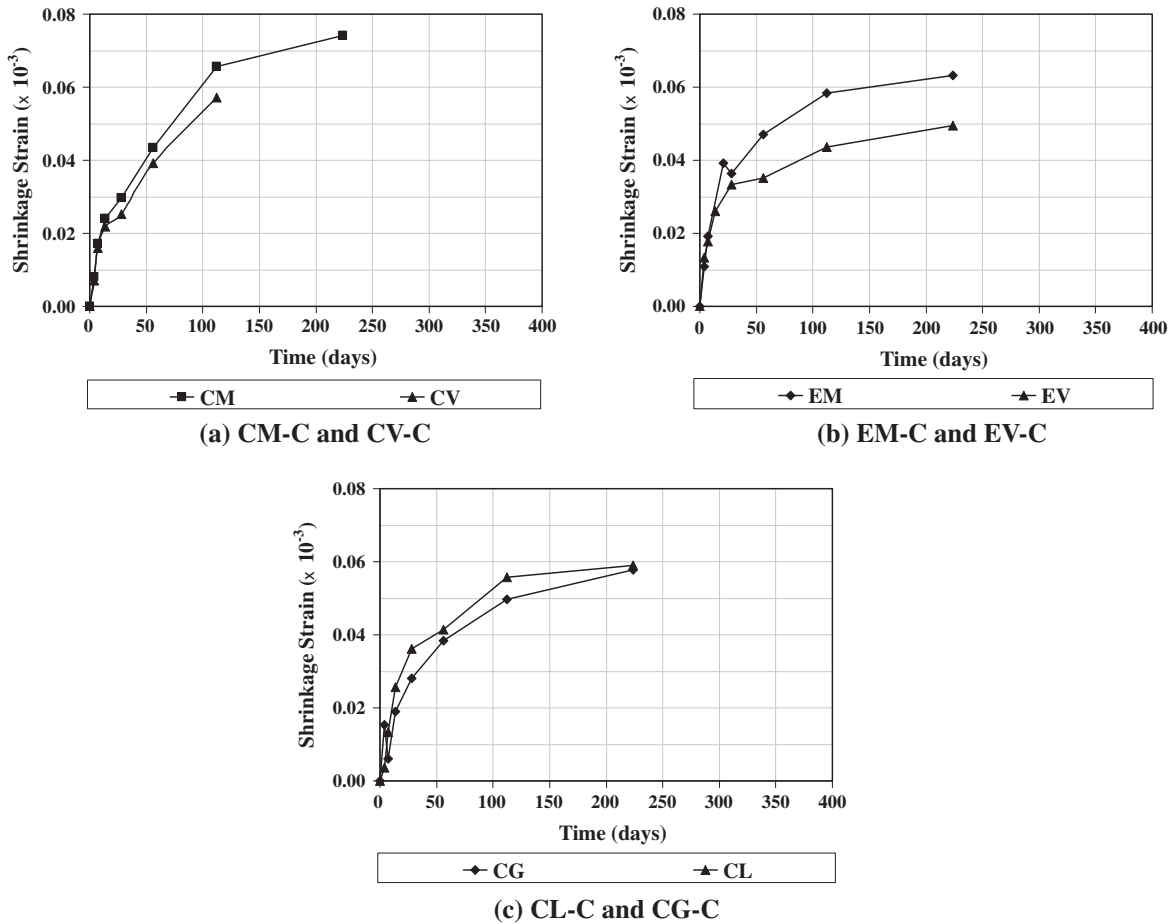 0.08
0.06
0.04
0.02
0.00
Shrinkage Strain (× 10⁻³)
0 50 100 150 200 250 300 350 400
Time (days)
CM CV
(a) CM-C and CV-C
0.08
0.06
0.04
0.02
0.00
Shrinkage Strain (× 10⁻³)
0 50 100 150 200 250 300 350 400
Time (days)
EM EV
(b) EM-C and EV-C
0.08
0.06
0.04
0.02
0.00
Shrinkage Strain (× 10⁻³)
0 50 100 150 200 250 300 350 400
Time (days)
CG CL
(c) CL-C and CG-C